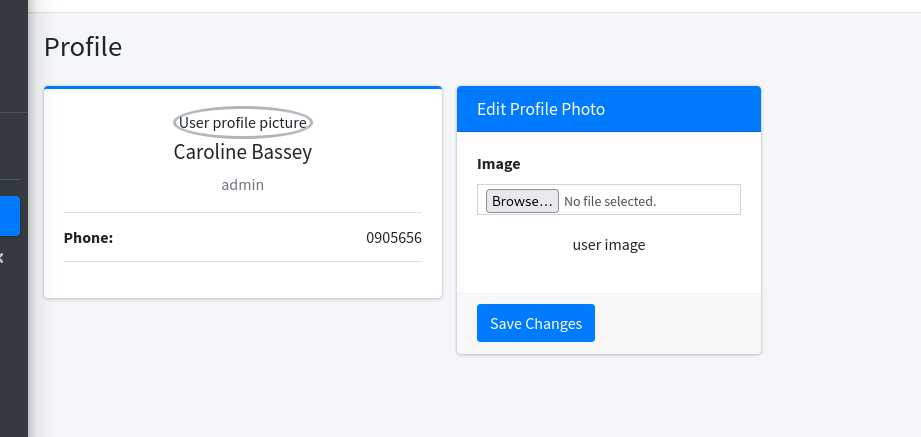 Profile
User profile picture
Caroline Bassey
admin
Phone: 0905656
Edit Profile Photo
Image
Browse... No file selected.
user image
Save Changes